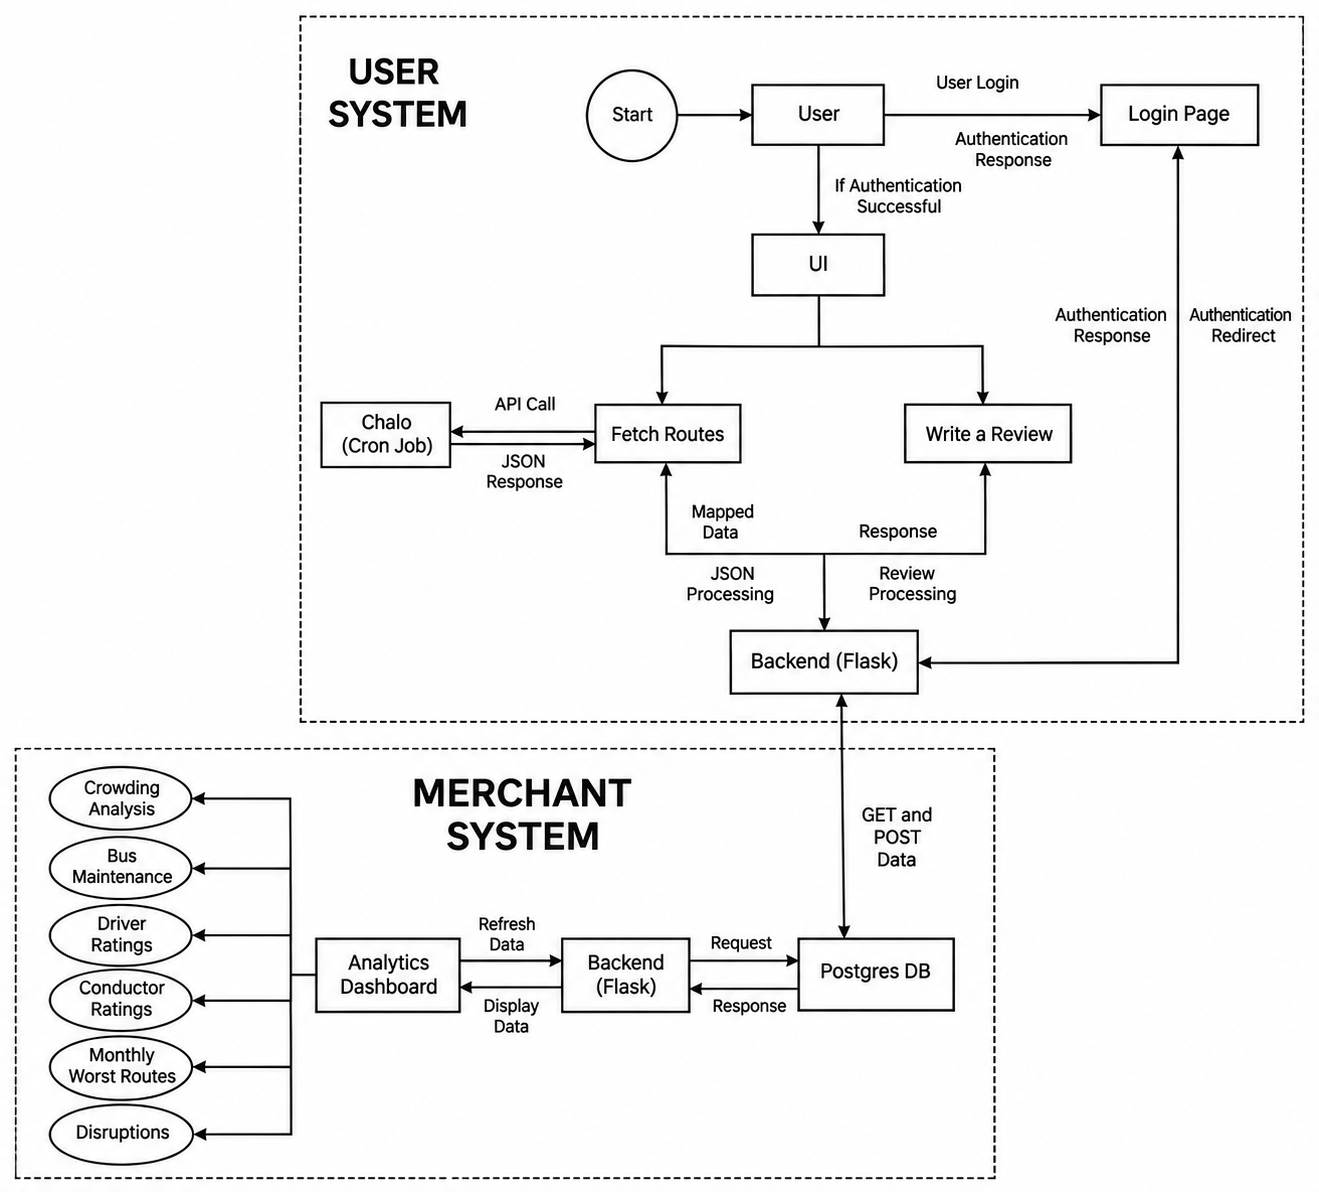 USER
SYSTEM
Start
User
User Login
Authentication
Response
Login Page
If Authentication
Successful
UI
Authentication
Response
Authentication
Redirect
Chalo
(Cron Job)
API Call
JSON
Response
Fetch Routes
Write a Review
Mapped
Data
Response
JSON
Processing
Review
Processing
Backend (Flask)
GET and
POST
Data
MERCHANT
SYSTEM
Crowding
Analysis
Bus
Maintenance
Driver
Ratings
Conductor
Ratings
Monthly
Worst Routes
Disruptions
Analytics
Dashboard
Refresh
Data
Display
Data
Backend
(Flask)
Request
Response
Postgres DB